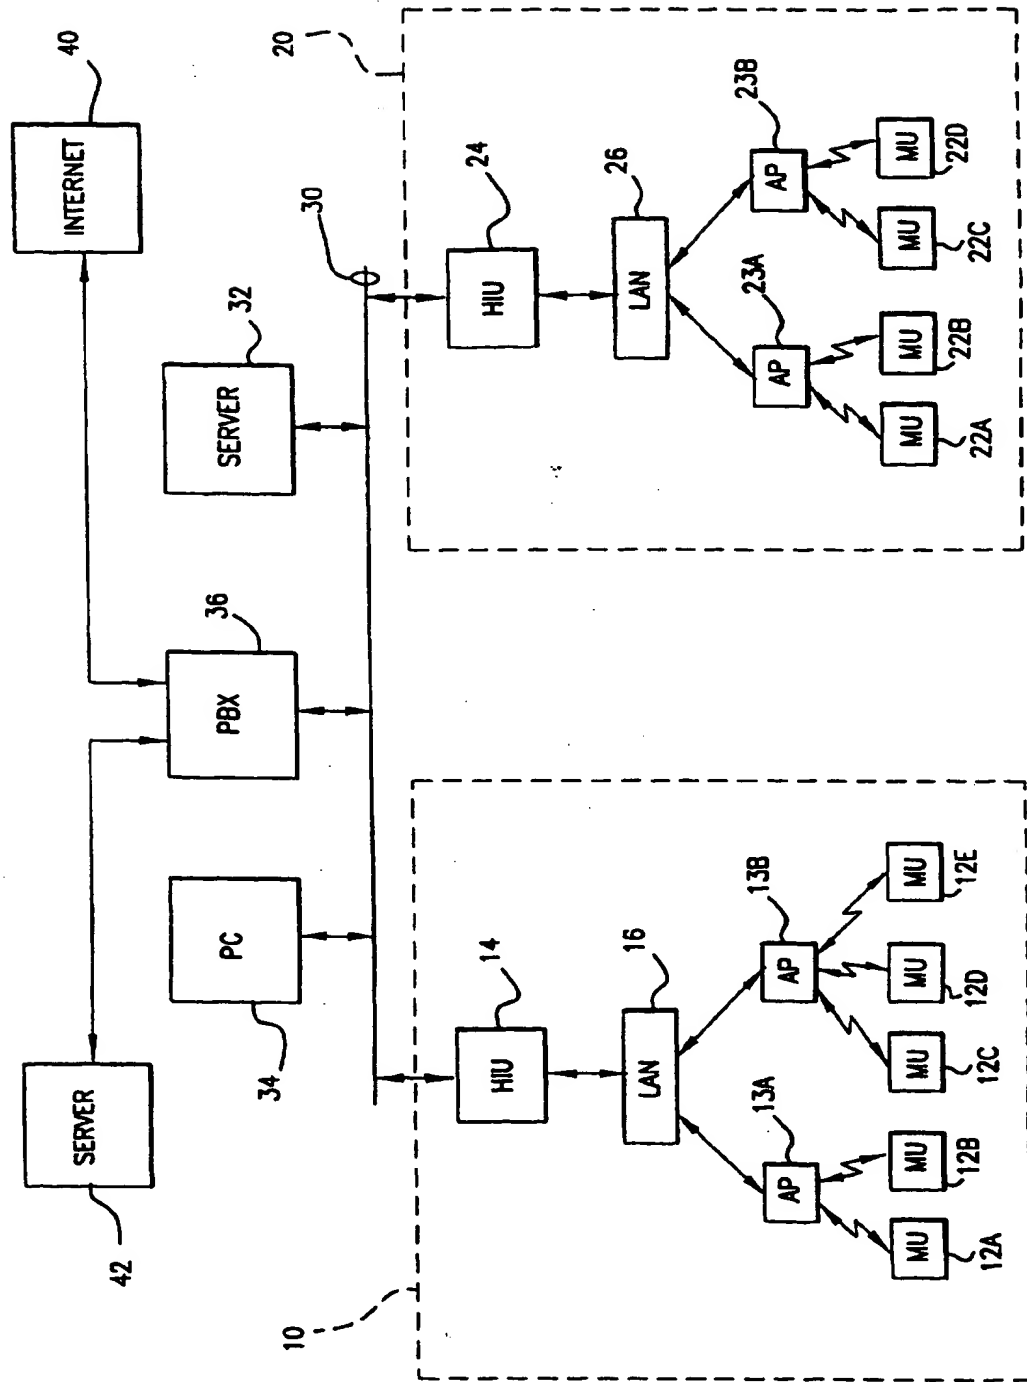 40
INTERNET
20
30
24
HIU
26
LAN
23B
AP
23A
AP
MU
22D
MU
22C
MU
22B
MU
22A
32
SERVER
36
PBX
PC
34
SERVER
42
10
14
HIU
16
LAN
13B
AP
13A
AP
MU
12E
MU
12D
MU
12C
MU
12B
MU
12A